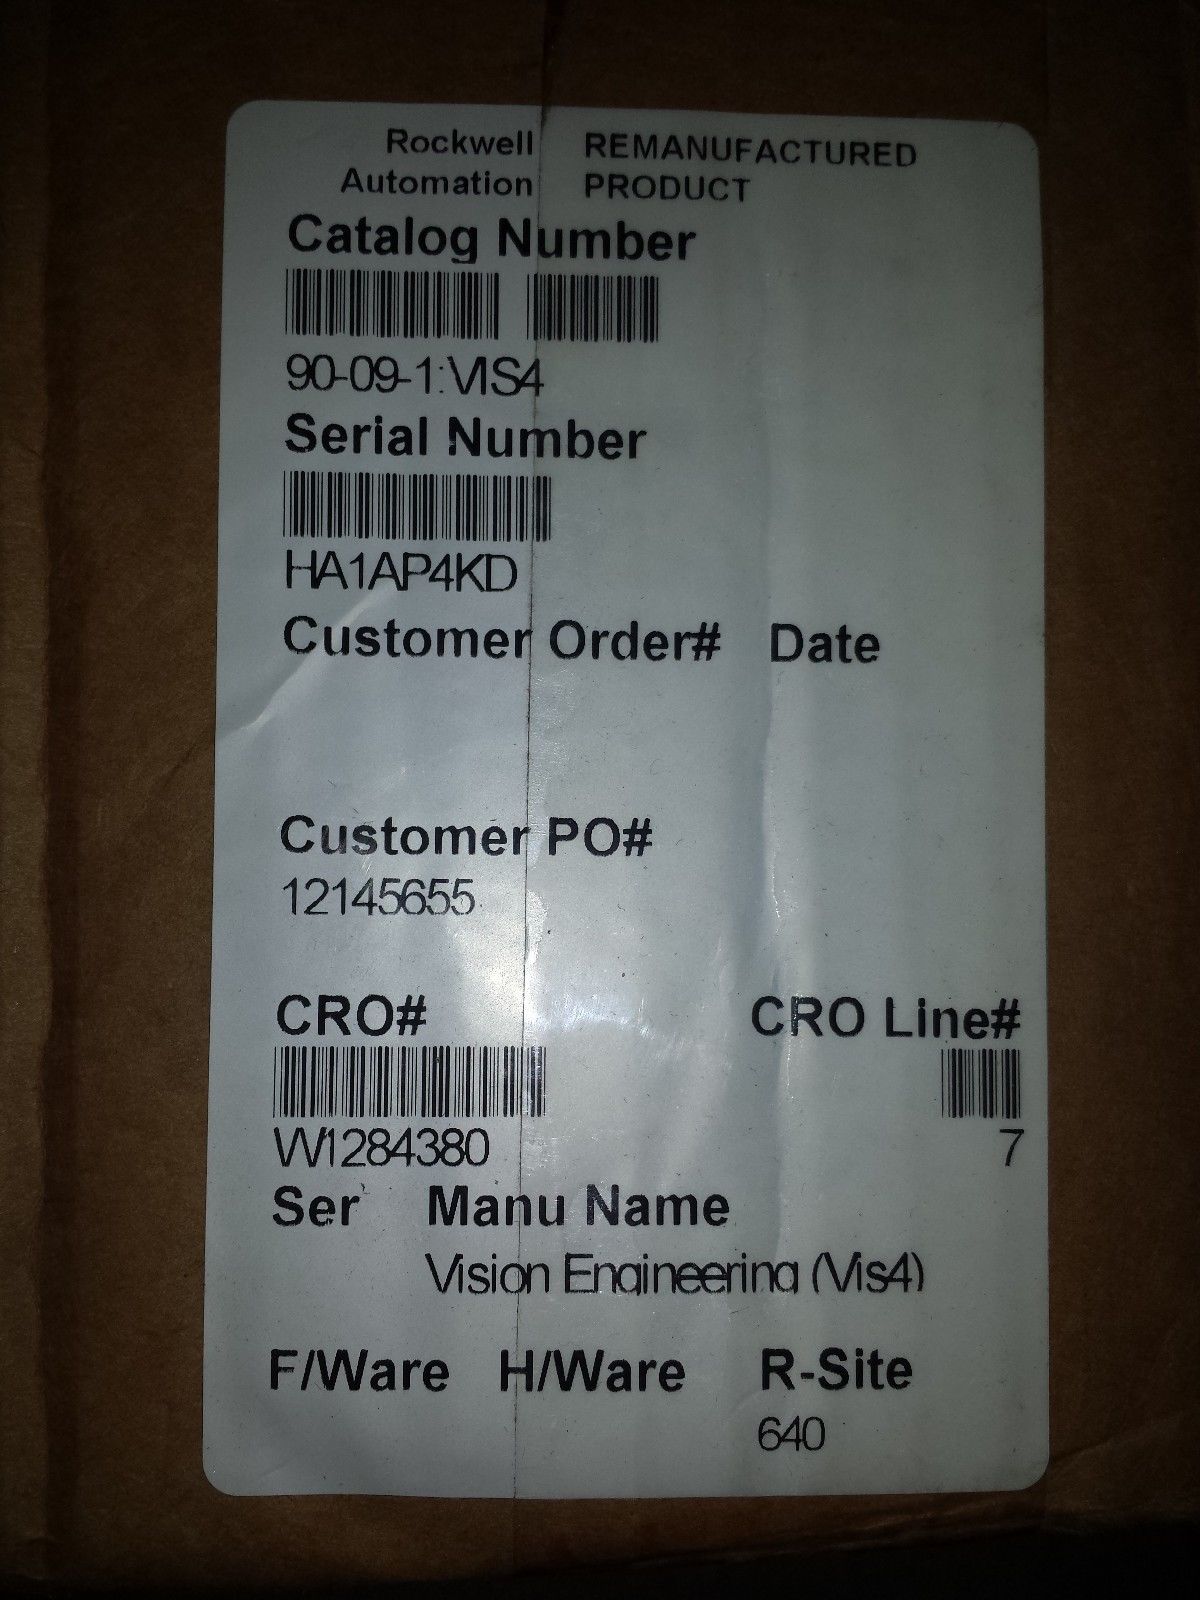 Rockwell Automation REMANUFACTURED PRODUCT
Catalog Number
90-09-1:VIS4
Serial Number
HA1AP4KD
Customer Order# Date
Customer PO#
12145655
CRO# CRO Line#
W1284380 7
Ser Manu Name
Vision Engineering (Vis4)
F/Ware H/Ware R-Site
640